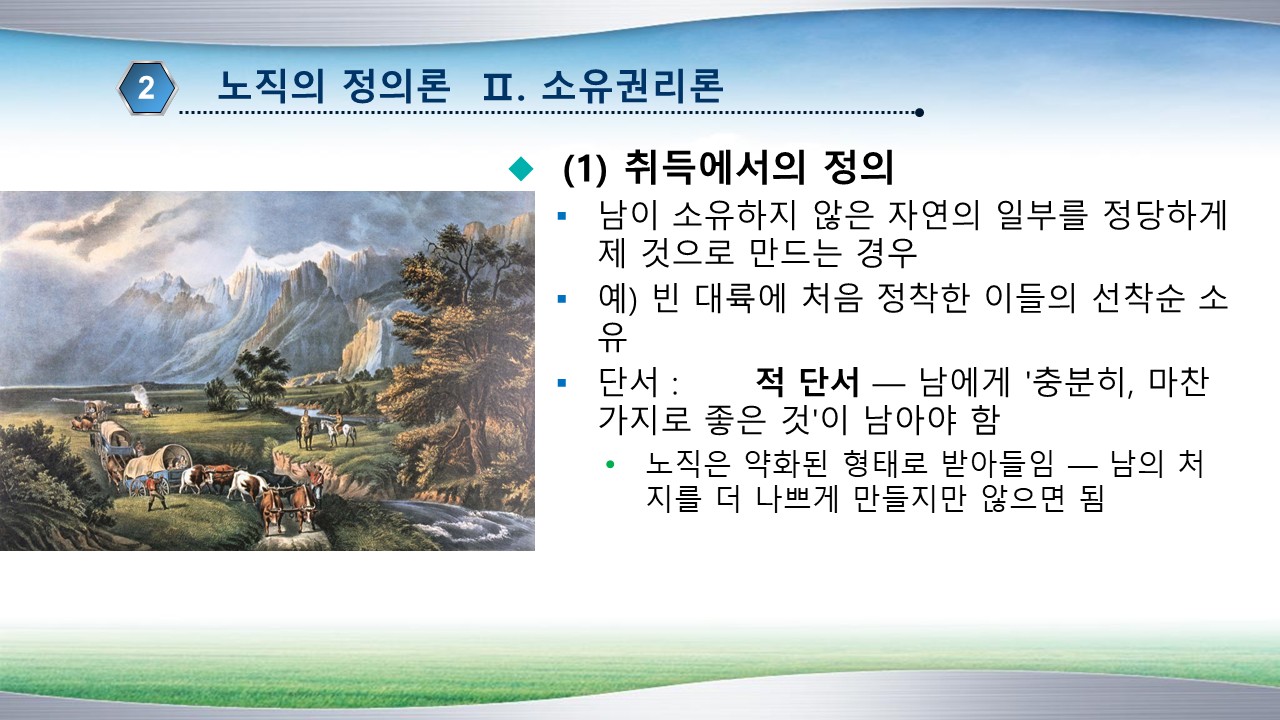 2
노직의 정의론 Ⅱ. 소유권리론
(1) 취득에서의 정의
남이 소유하지 않은 자연의 일부를 정당하게
제 것으로 만드는 경우
예) 빈 대륙에 처음 정착한 이들의 선착순 소
유
단서 : 적 단서 — 남에게 '충분히, 마찬
가지로 좋은 것'이 남아야 함
노직은 약화된 형태로 받아들임 — 남의 처
지를 더 나쁘게 만들지만 않으면 됨